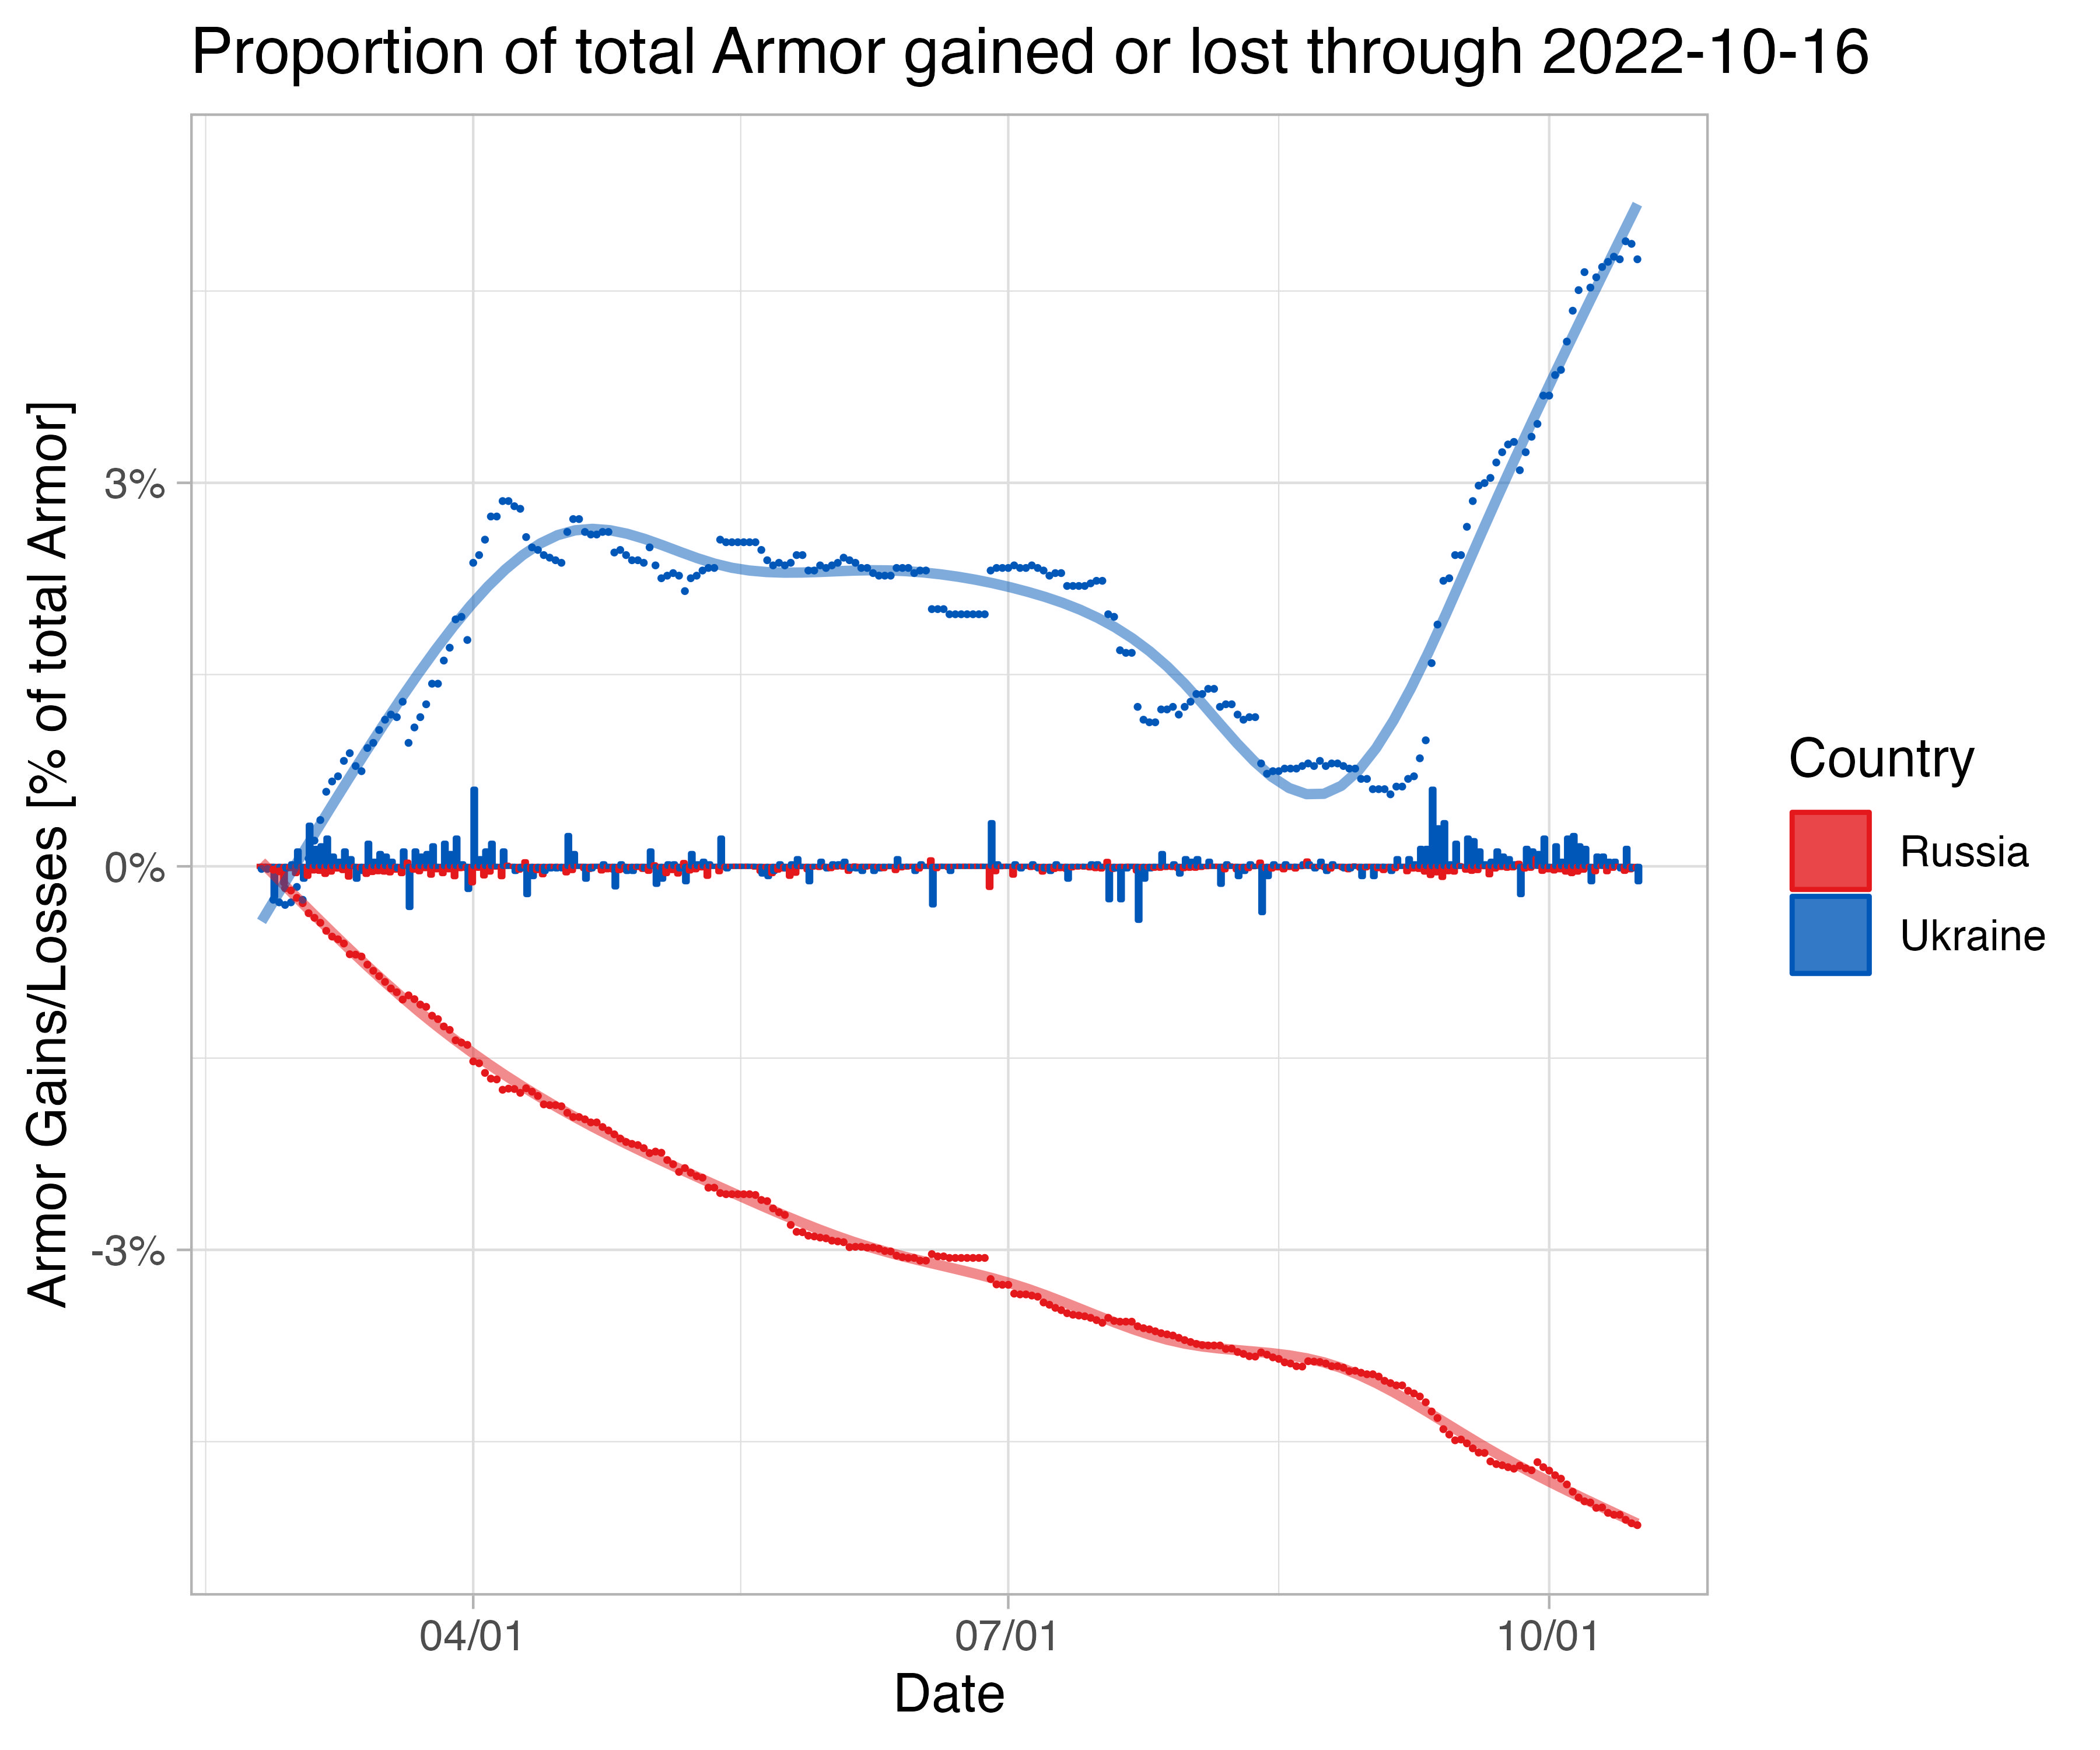 Proportion of total Armor gained or lost through 2022-10-16
Armor Gains/Losses [% of total Armor]
3%
0%
-3%
04/01
07/01
10/01
Date
Country
Russia
Ukraine